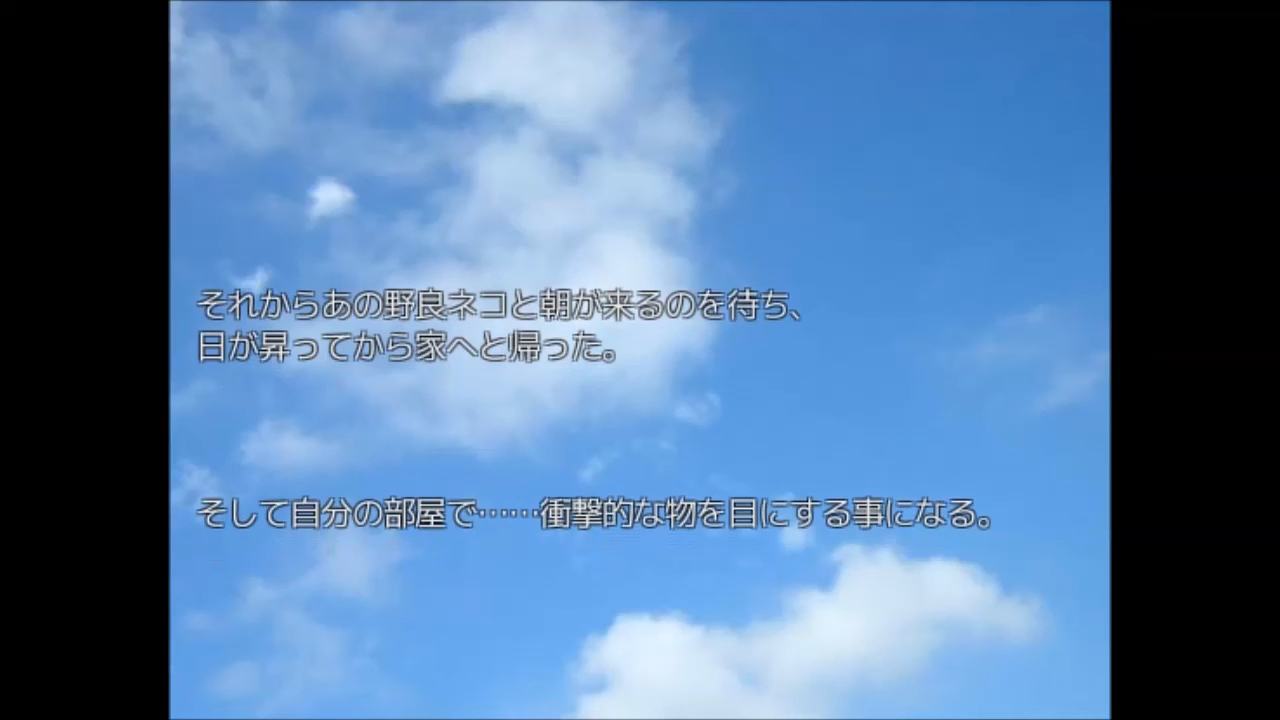 それからあの野良ネコと朝が来るのを待ち、
日が昇ってから家へと帰った。
そして自分の部屋で……衝撃的な物を目にする事になる。